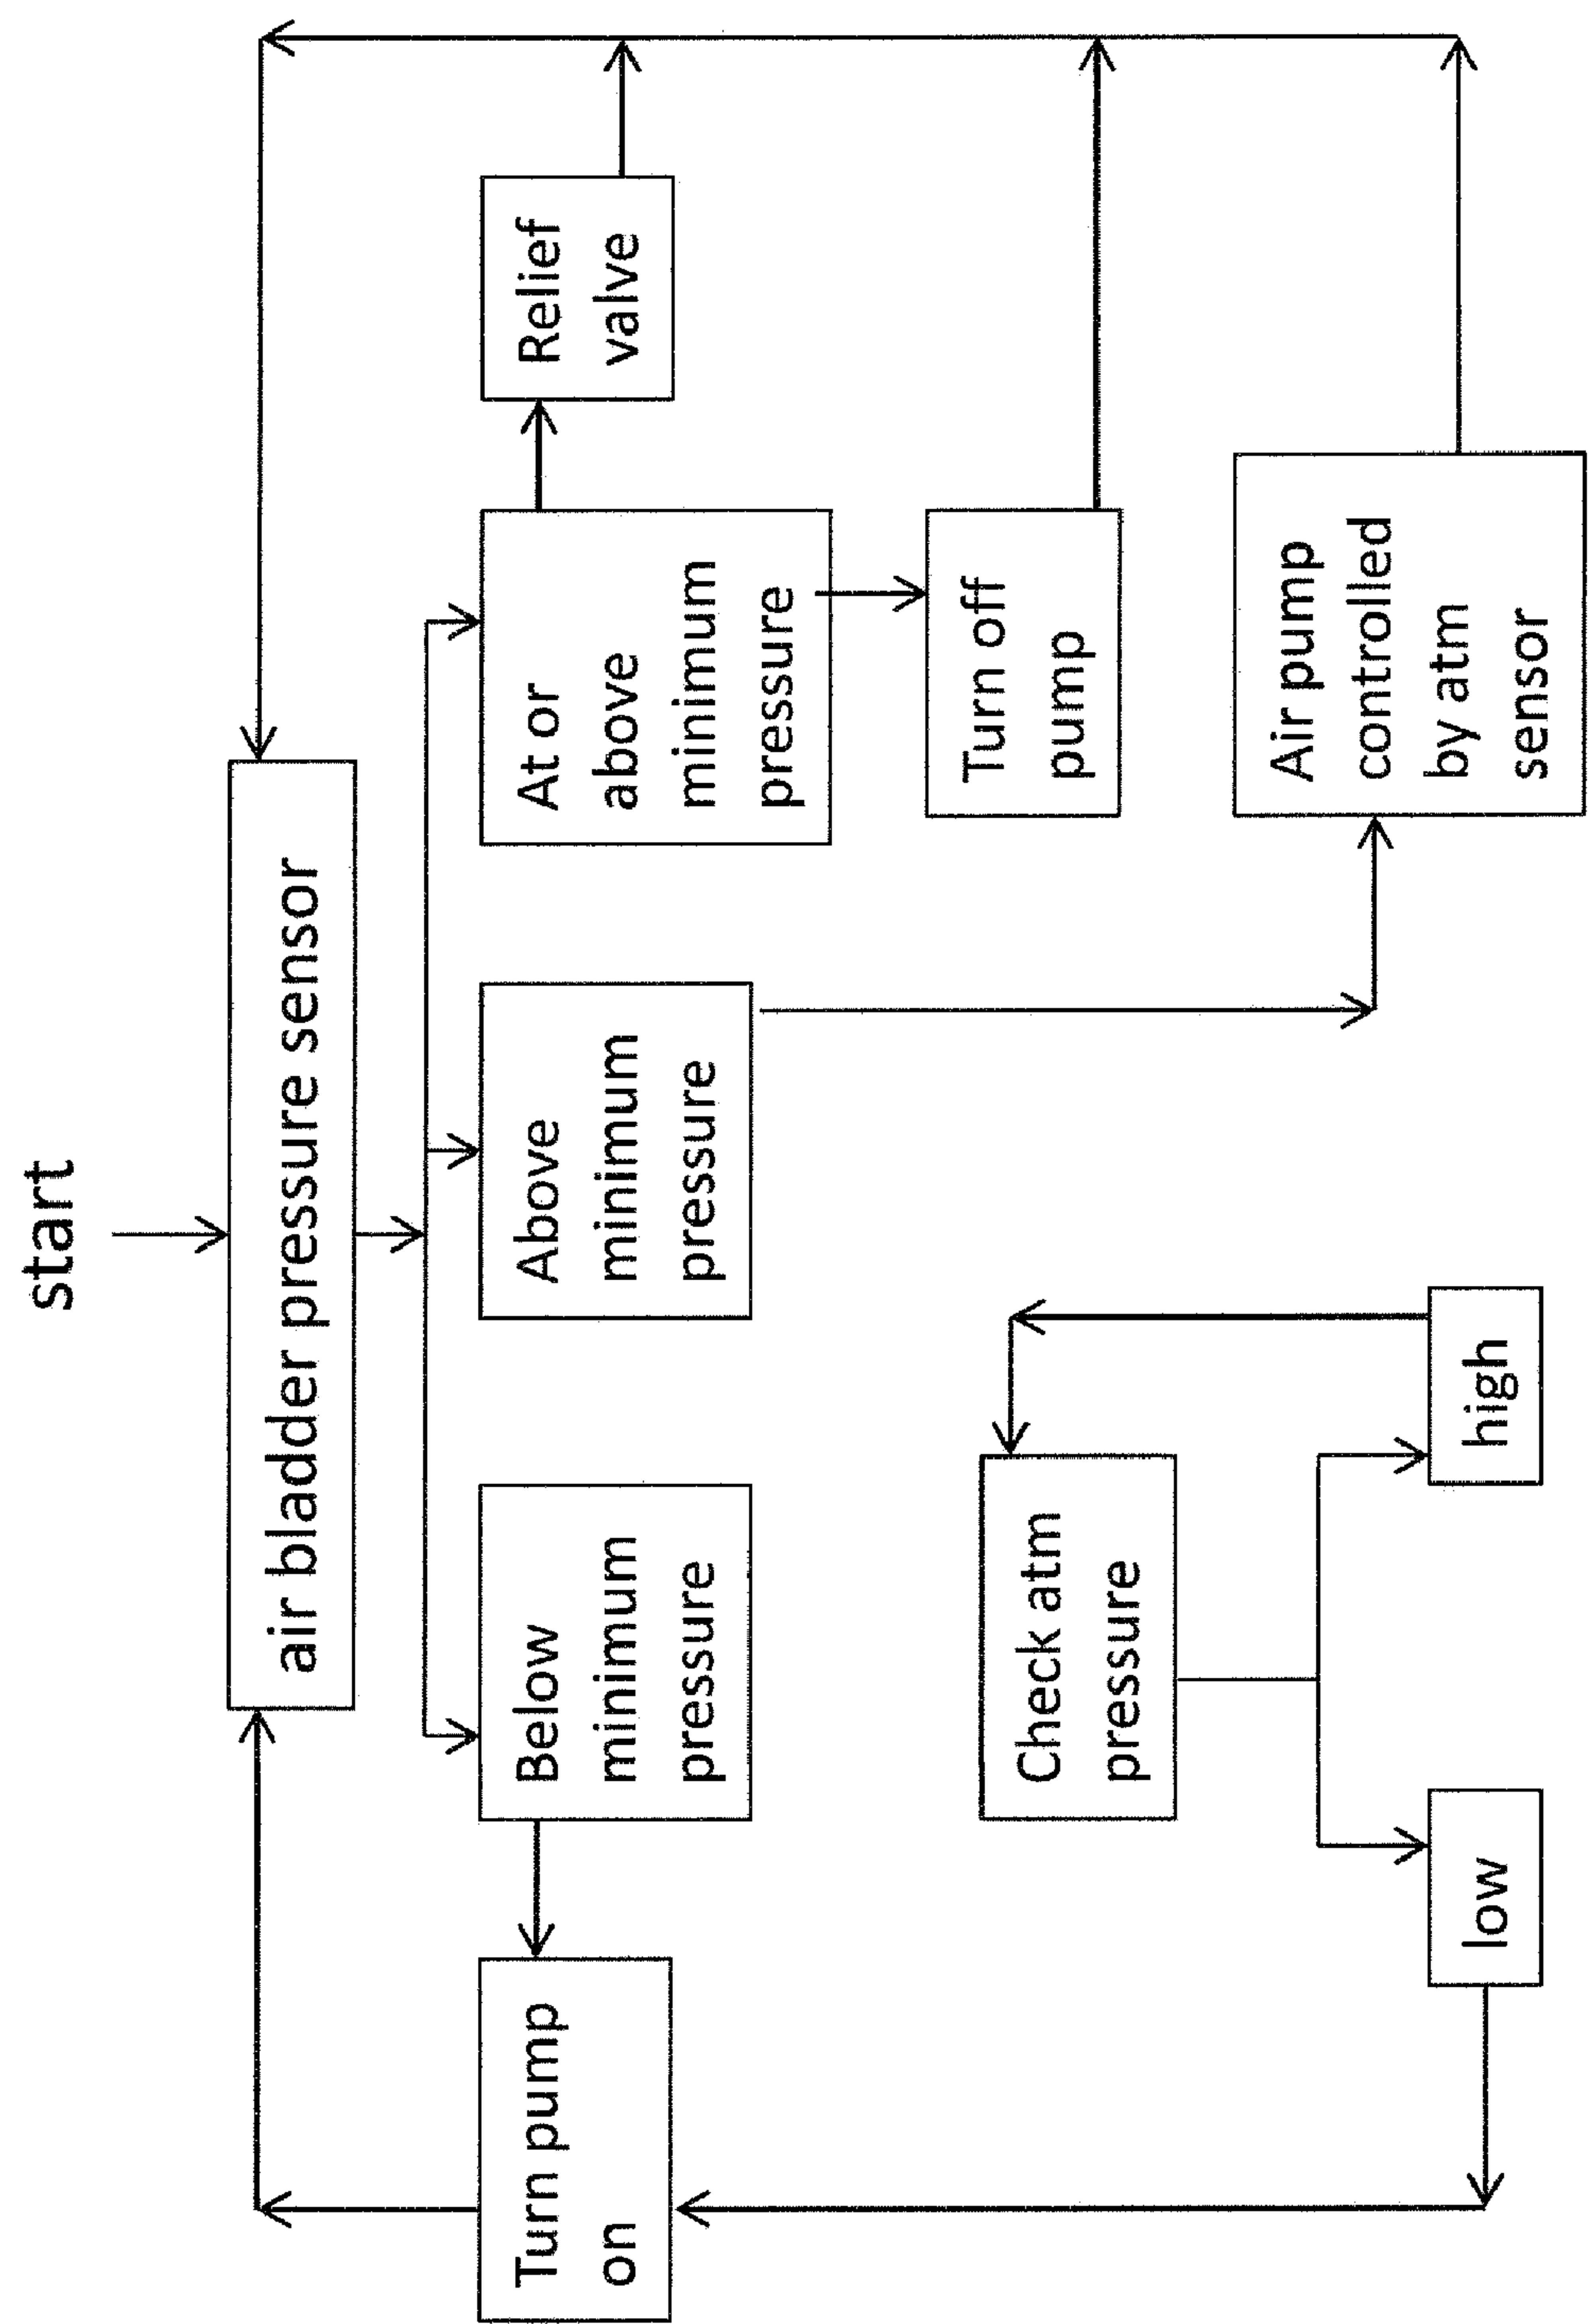 start
air bladder pressure sensor
Turn pump
on
Below
minimum
pressure
Above
minimum
pressure
At or
above
minimum
pressure
Relief
valve
Turn off
pump
Check atm
pressure
Air pump
controlled
by atm
sensor
low
high